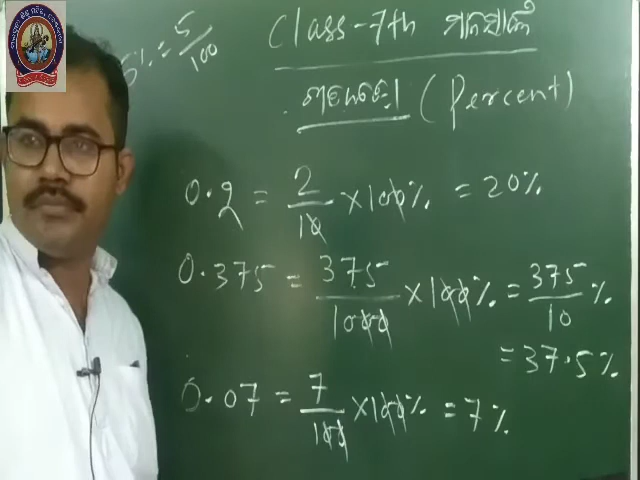 5% = 5/100
Class-7th
(Percent)
0.2 = 2/10 × 100% = 20%
0.375 = 375/1000 × 100% = 375/10 %
= 37.5%
0.07 = 7/100 × 100% = 7%